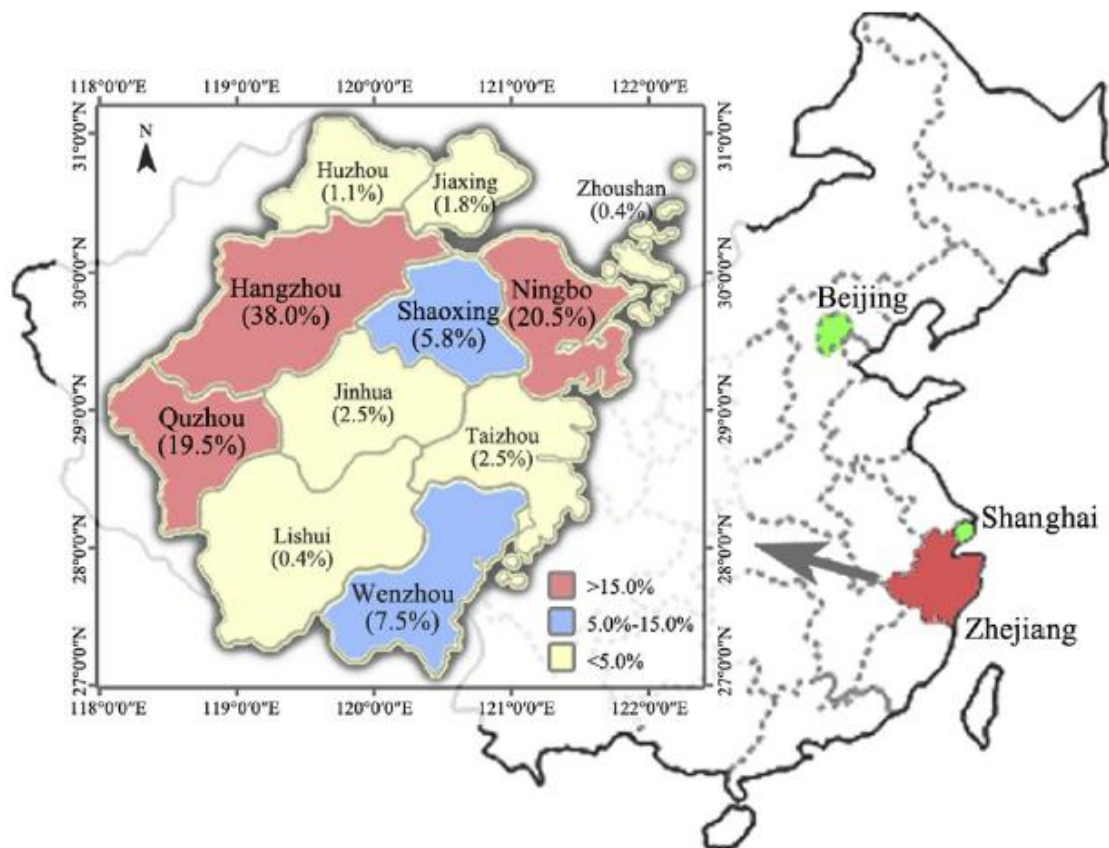 118°0'0"E
119°0'0"E
120°0'0"E
121°0'0"E
122°0'0"E
31°0'0"N
30°0'0"N
29°0'0"N
28°0'0"N
27°0'0"N
N
Huzhou
(1.1%)
Jiaxing
(1.8%)
Zhoushan
(0.4%)
Hangzhou
(38.0%)
Shaoxing
(5.8%)
Ningbo
(20.5%)
Quzhou
(19.5%)
Jinhua
(2.5%)
Taizhou
(2.5%)
Lishui
(0.4%)
Wenzhou
(7.5%)
>15.0%
5.0%-15.0%
<5.0%
31°0'0"N
30°0'0"N
29°0'0"N
28°0'0"N
27°0'0"N
118°0'0"E
119°0'0"E
120°0'0"E
121°0'0"E
122°0'0"E
Beijing
Shanghai
Zhejiang